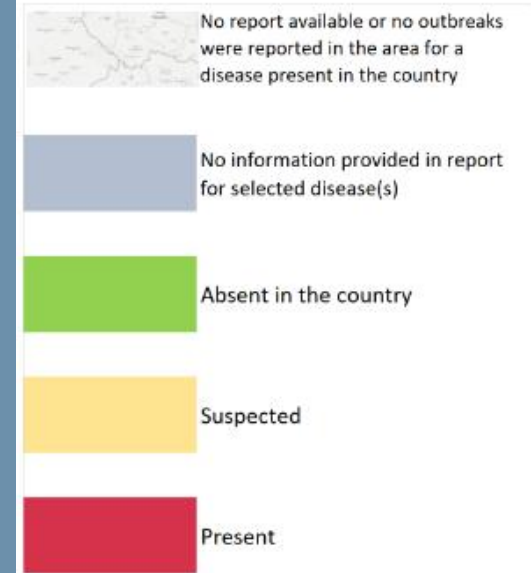 No report available or no outbreaks
were reported in the area for a
disease present in the country
No information provided in report
for selected disease(s)
Absent in the country
Suspected
Present